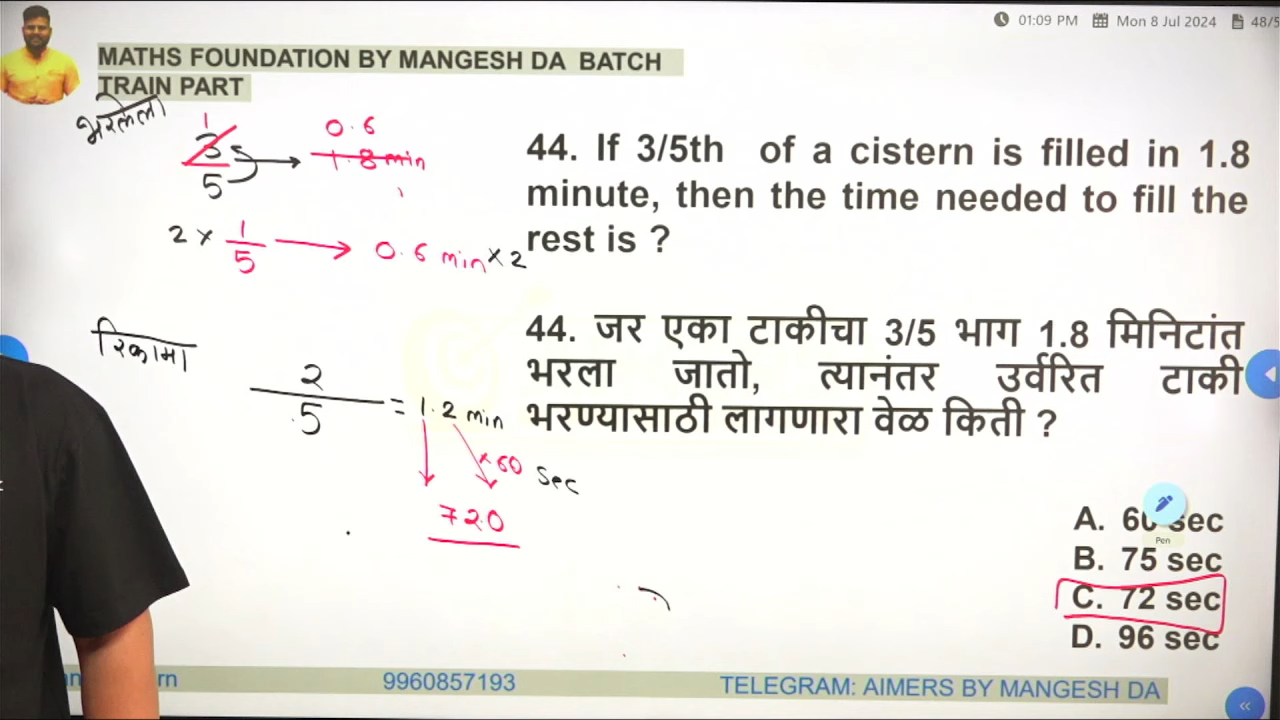 01:09 PM Mon 8 Jul 2024 48/5
MATHS FOUNDATION BY MANGESH DA BATCH
TRAIN PART
भरलेला
1
0.6
3
1.8 min
5
44. If 3/5th of a cistern is filled in 1.8
minute, then the time needed to fill the
rest is ?
2 × 1/5 → 0.6 min × 2
रिकामा
2/5 = 1.2 min
×60 sec
72.0
44. जर एका टाकीचा 3/5 भाग 1.8 मिनिटांत
भरला जातो, त्यानंतर उर्वरित टाकी
भरण्यासाठी लागणारा वेळ किती ?
A. 60 sec
Pen
B. 75 sec
C. 72 sec
D. 96 sec
9960857193
TELEGRAM: AIMERS BY MANGESH DA